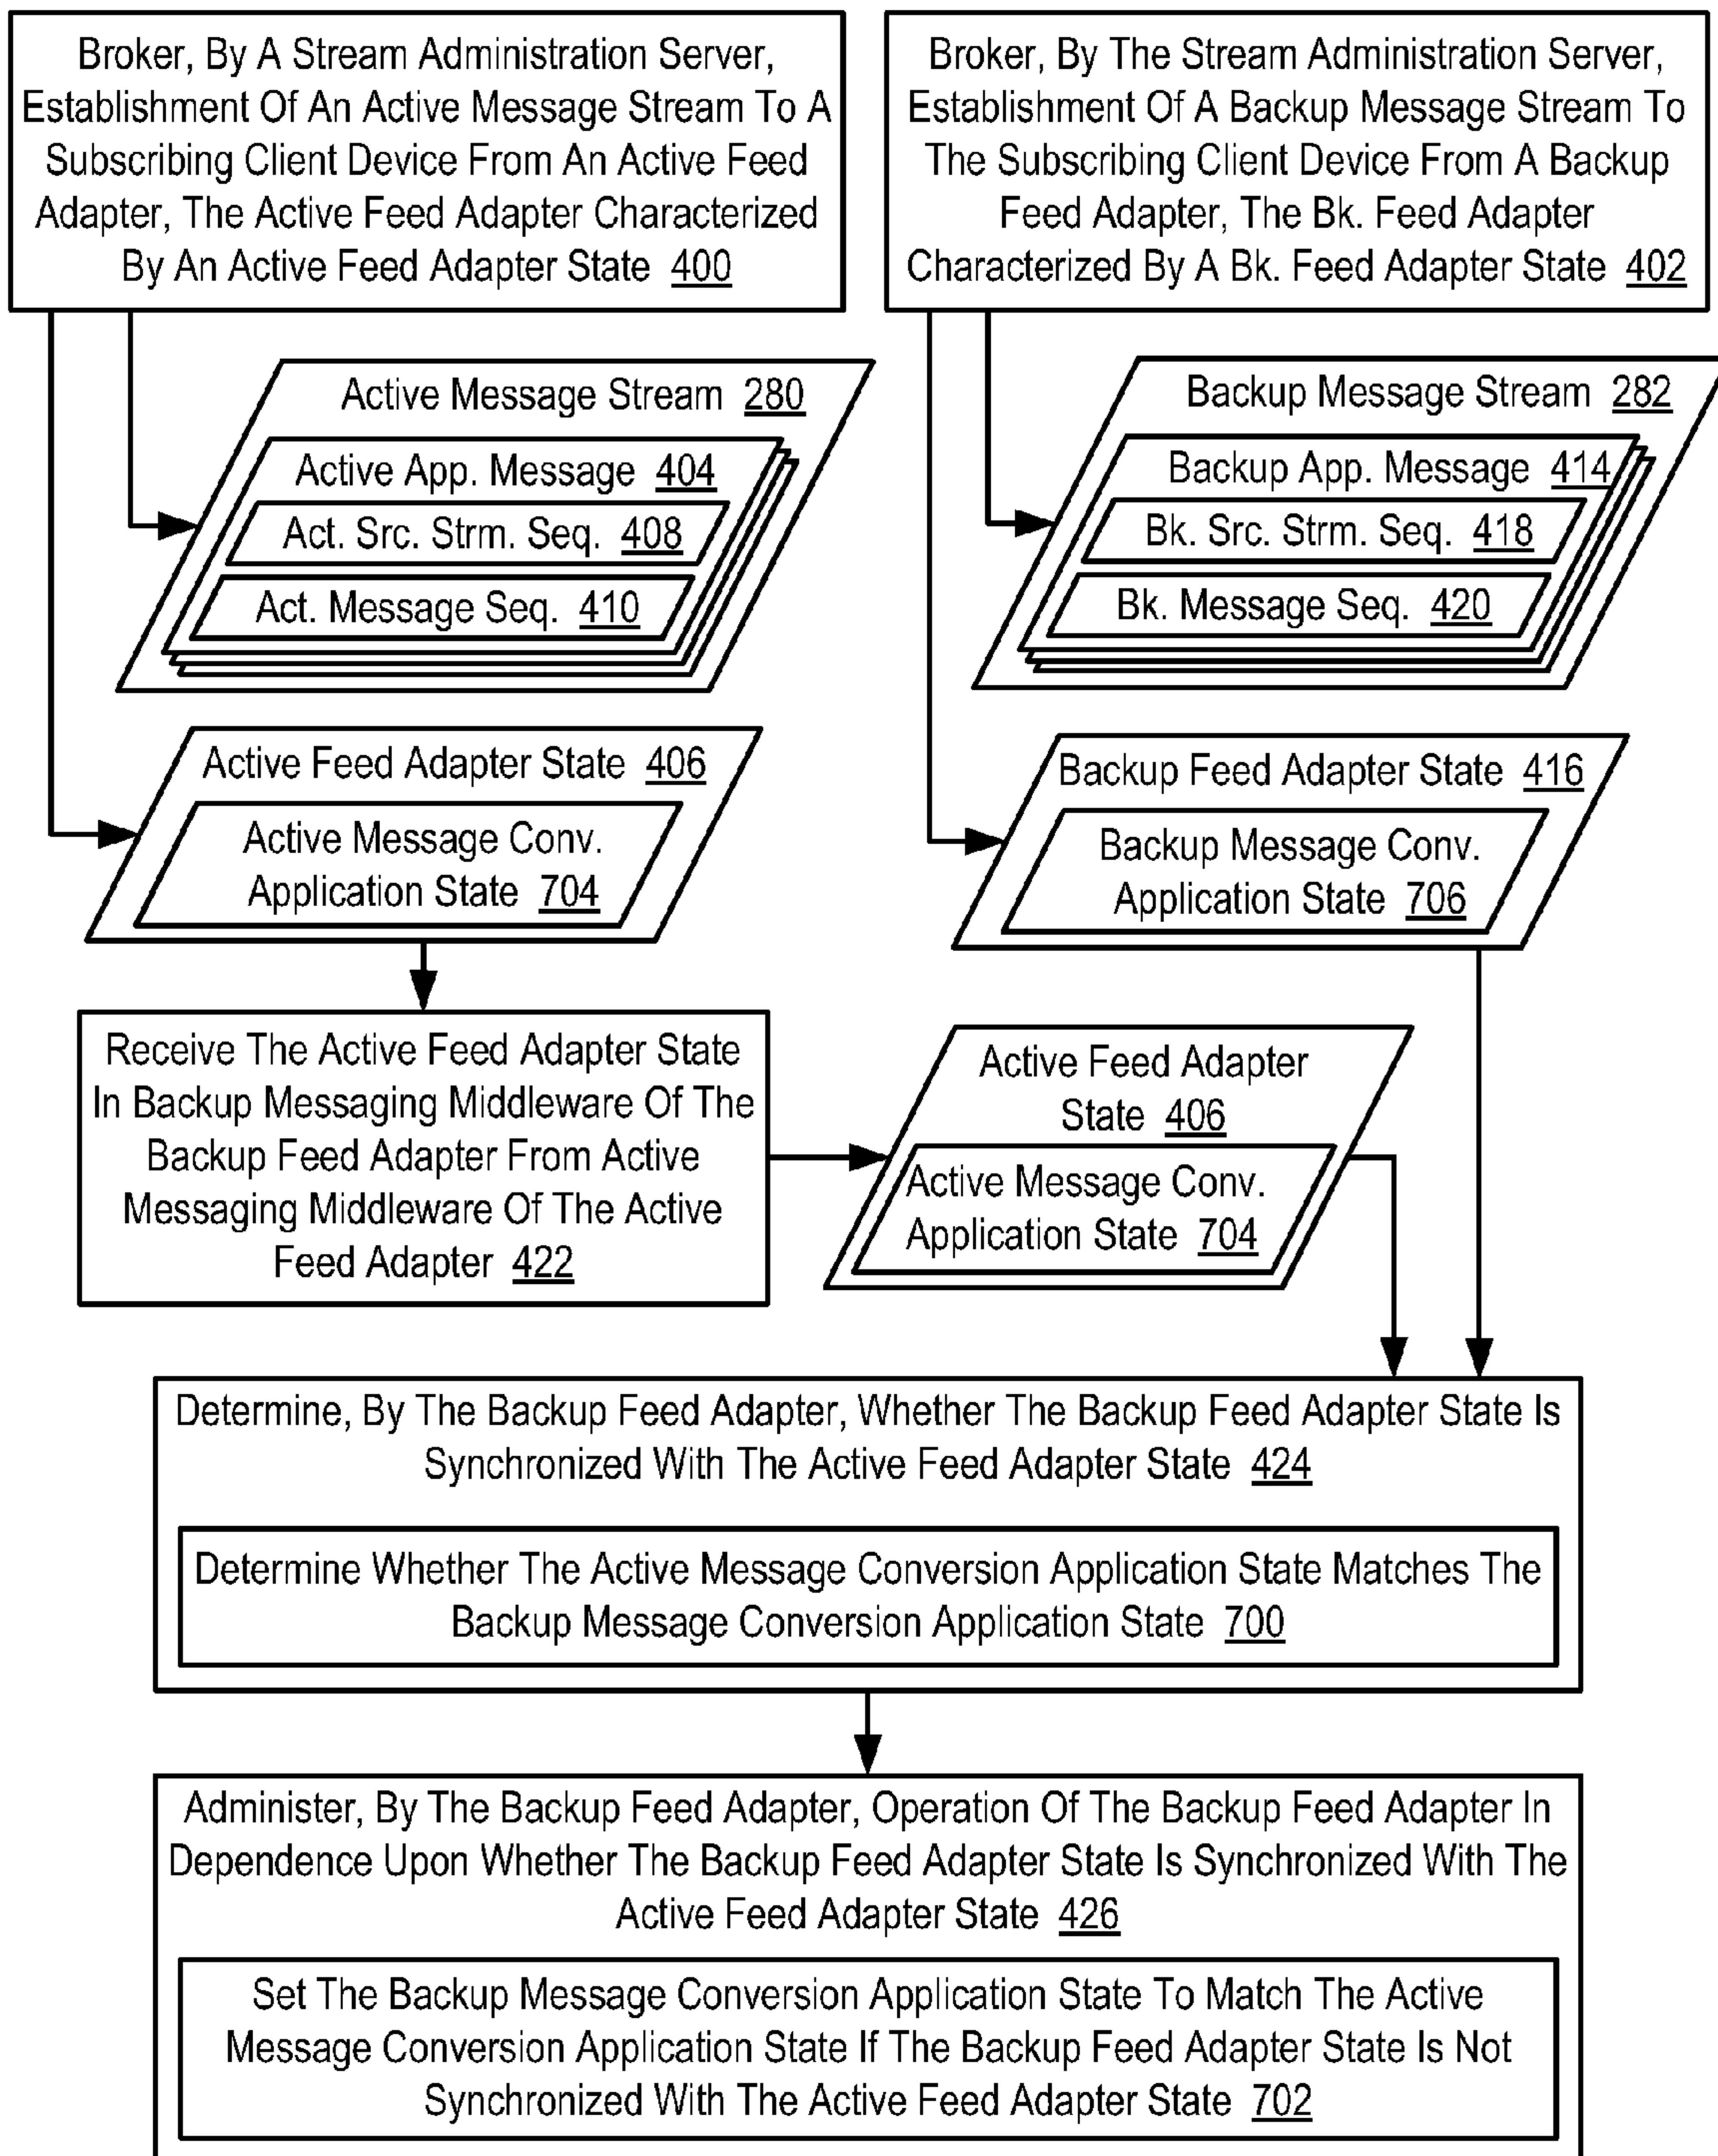 Broker, By A Stream Administration Server,
Establishment Of An Active Message Stream To A
Subscribing Client Device From An Active Feed
Adapter, The Active Feed Adapter Characterized
By An Active Feed Adapter State 400
Broker, By The Stream Administration Server,
Establishment Of A Backup Message Stream To
The Subscribing Client Device From A Backup
Feed Adapter, The Bk. Feed Adapter
Characterized By A Bk. Feed Adapter State 402
Active Message Stream 280
Active App. Message 404
Act. Src. Strm. Seq. 408
Act. Message Seq. 410
Backup Message Stream 282
Backup App. Message 414
Bk. Src. Strm. Seq. 418
Bk. Message Seq. 420
Active Feed Adapter State 406
Active Message Conv.
Application State 704
Backup Feed Adapter State 416
Backup Message Conv.
Application State 706
Receive The Active Feed Adapter State
In Backup Messaging Middleware Of The
Backup Feed Adapter From Active
Messaging Middleware Of The Active
Feed Adapter 422
Active Feed Adapter
State 406
Active Message Conv.
Application State 704
Determine, By The Backup Feed Adapter, Whether The Backup Feed Adapter State Is
Synchronized With The Active Feed Adapter State 424
Determine Whether The Active Message Conversion Application State Matches The
Backup Message Conversion Application State 700
Administer, By The Backup Feed Adapter, Operation Of The Backup Feed Adapter In
Dependence Upon Whether The Backup Feed Adapter State Is Synchronized With The
Active Feed Adapter State 426
Set The Backup Message Conversion Application State To Match The Active
Message Conversion Application State If The Backup Feed Adapter State Is Not
Synchronized With The Active Feed Adapter State 702